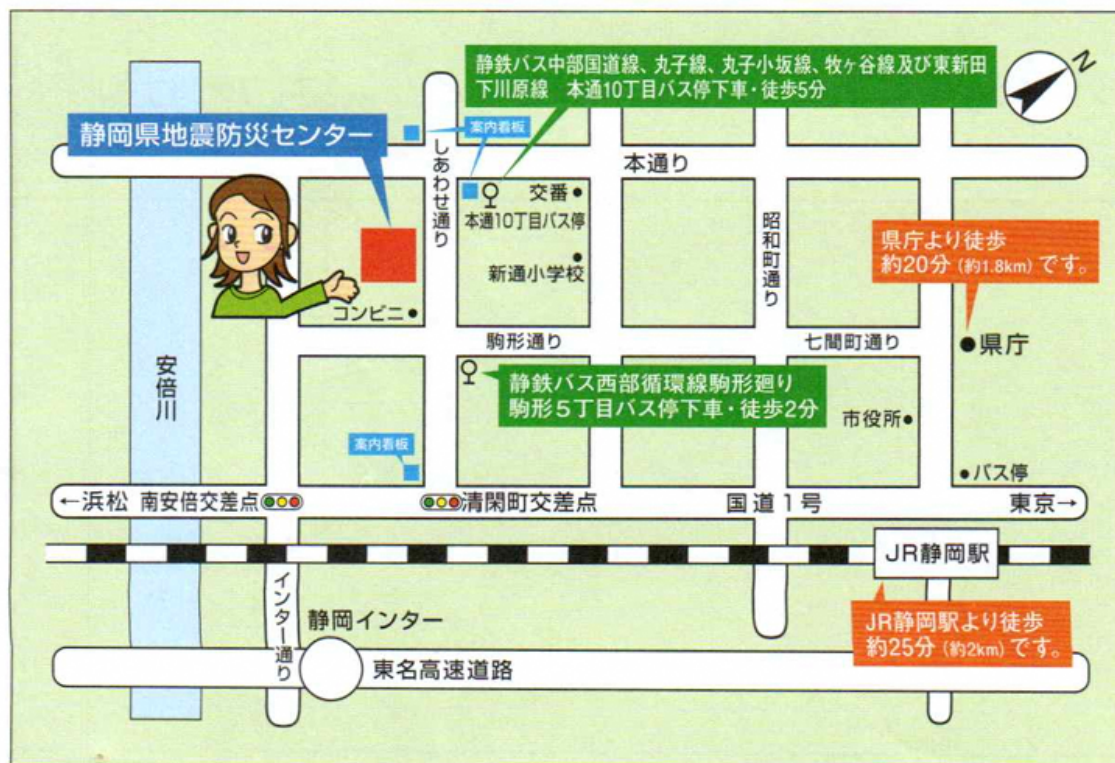 静鉄バス中部国道線、丸子線、丸子小坂線、牧ヶ谷線及び東新田
下川原線 本通10丁目バス停下車・徒歩5分
N
静岡県地震防災センター
案内看板
しあわせ通り
本通り
交番
本通10丁目バス停
昭和町通り
県庁より徒歩
約20分(約1.8km)です。
新通小学校
コンビニ
駒形通り
七間町通り
県庁
安倍川
静鉄バス西部循環線駒形廻り
駒形5丁目バス停下車・徒歩2分
市役所
案内看板
バス停
←浜松
南安倍交差点
清閑町交差点
国道1号
東京→
JR静岡駅
インター通り
静岡インター
JR静岡駅より徒歩
約25分(約2km)です。
東名高速道路